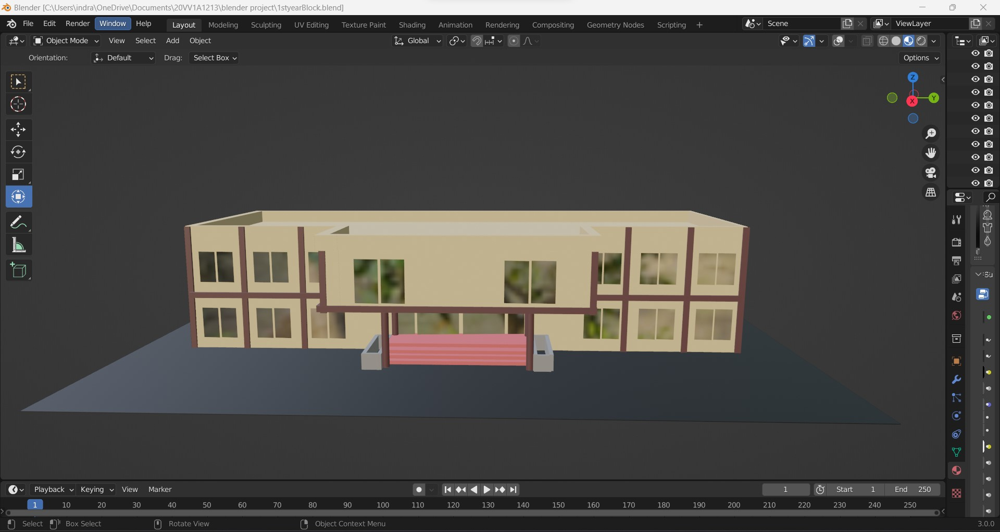 Blender [C:\Users\indra\OneDrive\Documents\20VV1A1213\blender project\1styearBlock.blend]
File Edit Render Window Help Layout Modeling Sculpting UV Editing Texture Paint Shading Animation Rendering Compositing Geometry Nodes Scripting + Scene ViewLayer
Object Mode View Select Add Object Global
Orientation: Default Drag: Select Box Options
Z
X Y
Su
Playback Keying View Marker 1 Start 1 End 250
1 10 20 30 40 50 60 70 80 90 100 110 120 130 140 150 160 170 180 190 200 210 220 230 240 250
Select Box Select Rotate View Object Context Menu 3.0.0